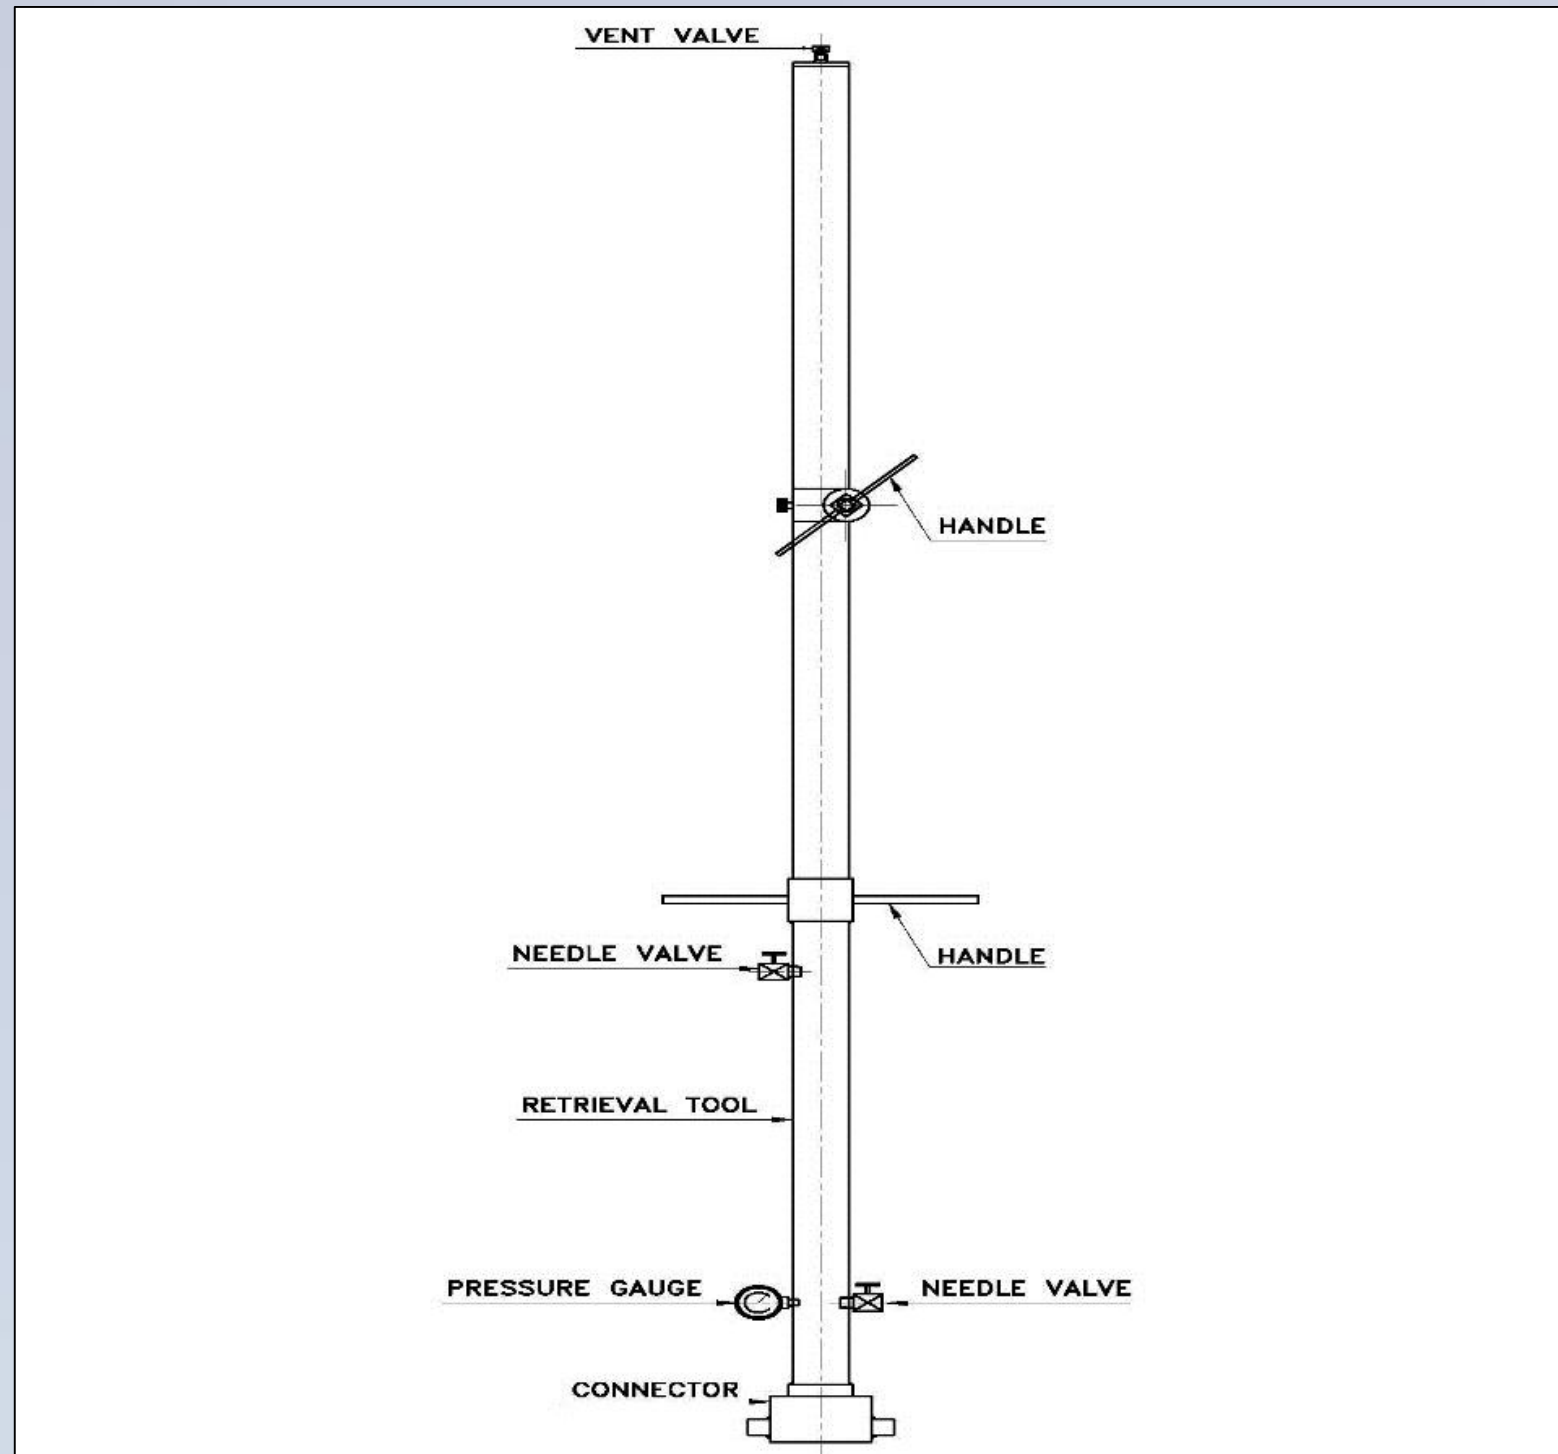 VENT VALVE
HANDLE
NEEDLE VALVE
HANDLE
RETRIEVAL TOOL
PRESSURE GAUGE
NEEDLE VALVE
CONNECTOR